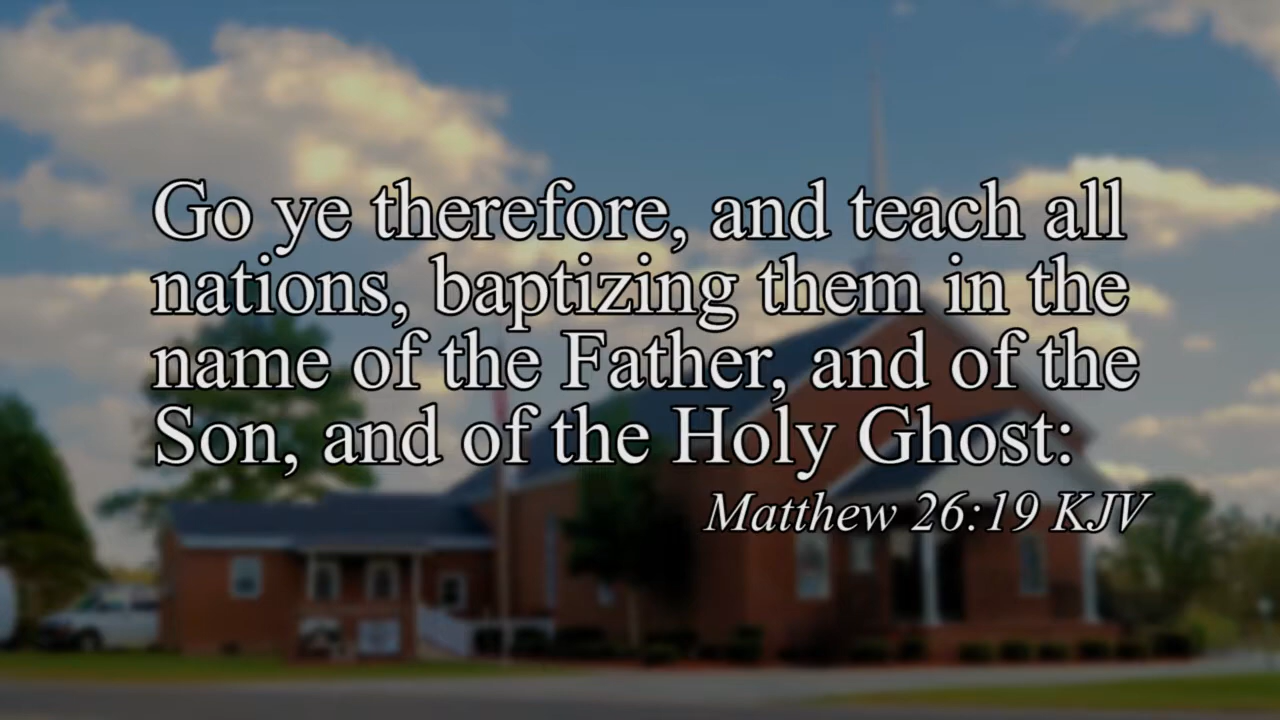 Go ye therefore, and teach all
nations, baptizing them in the
name of the Father, and of the
Son, and of the Holy Ghost:
Matthew 26:19 KJV